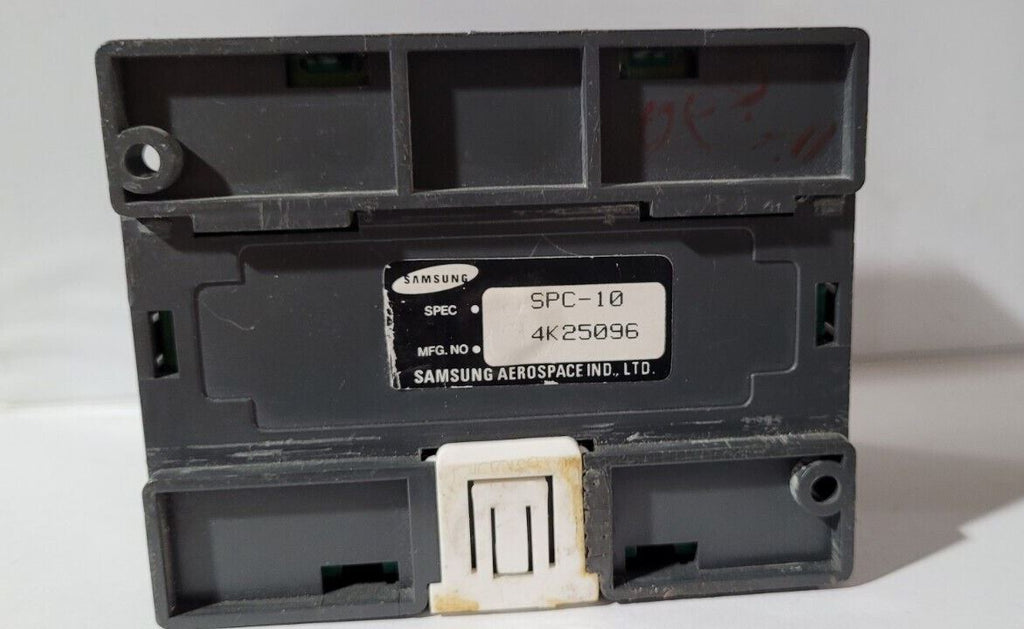 SAMSUNG
SPEC • SPC-10
MFG. NO • 4K25096
SAMSUNG AEROSPACE IND., LTD.